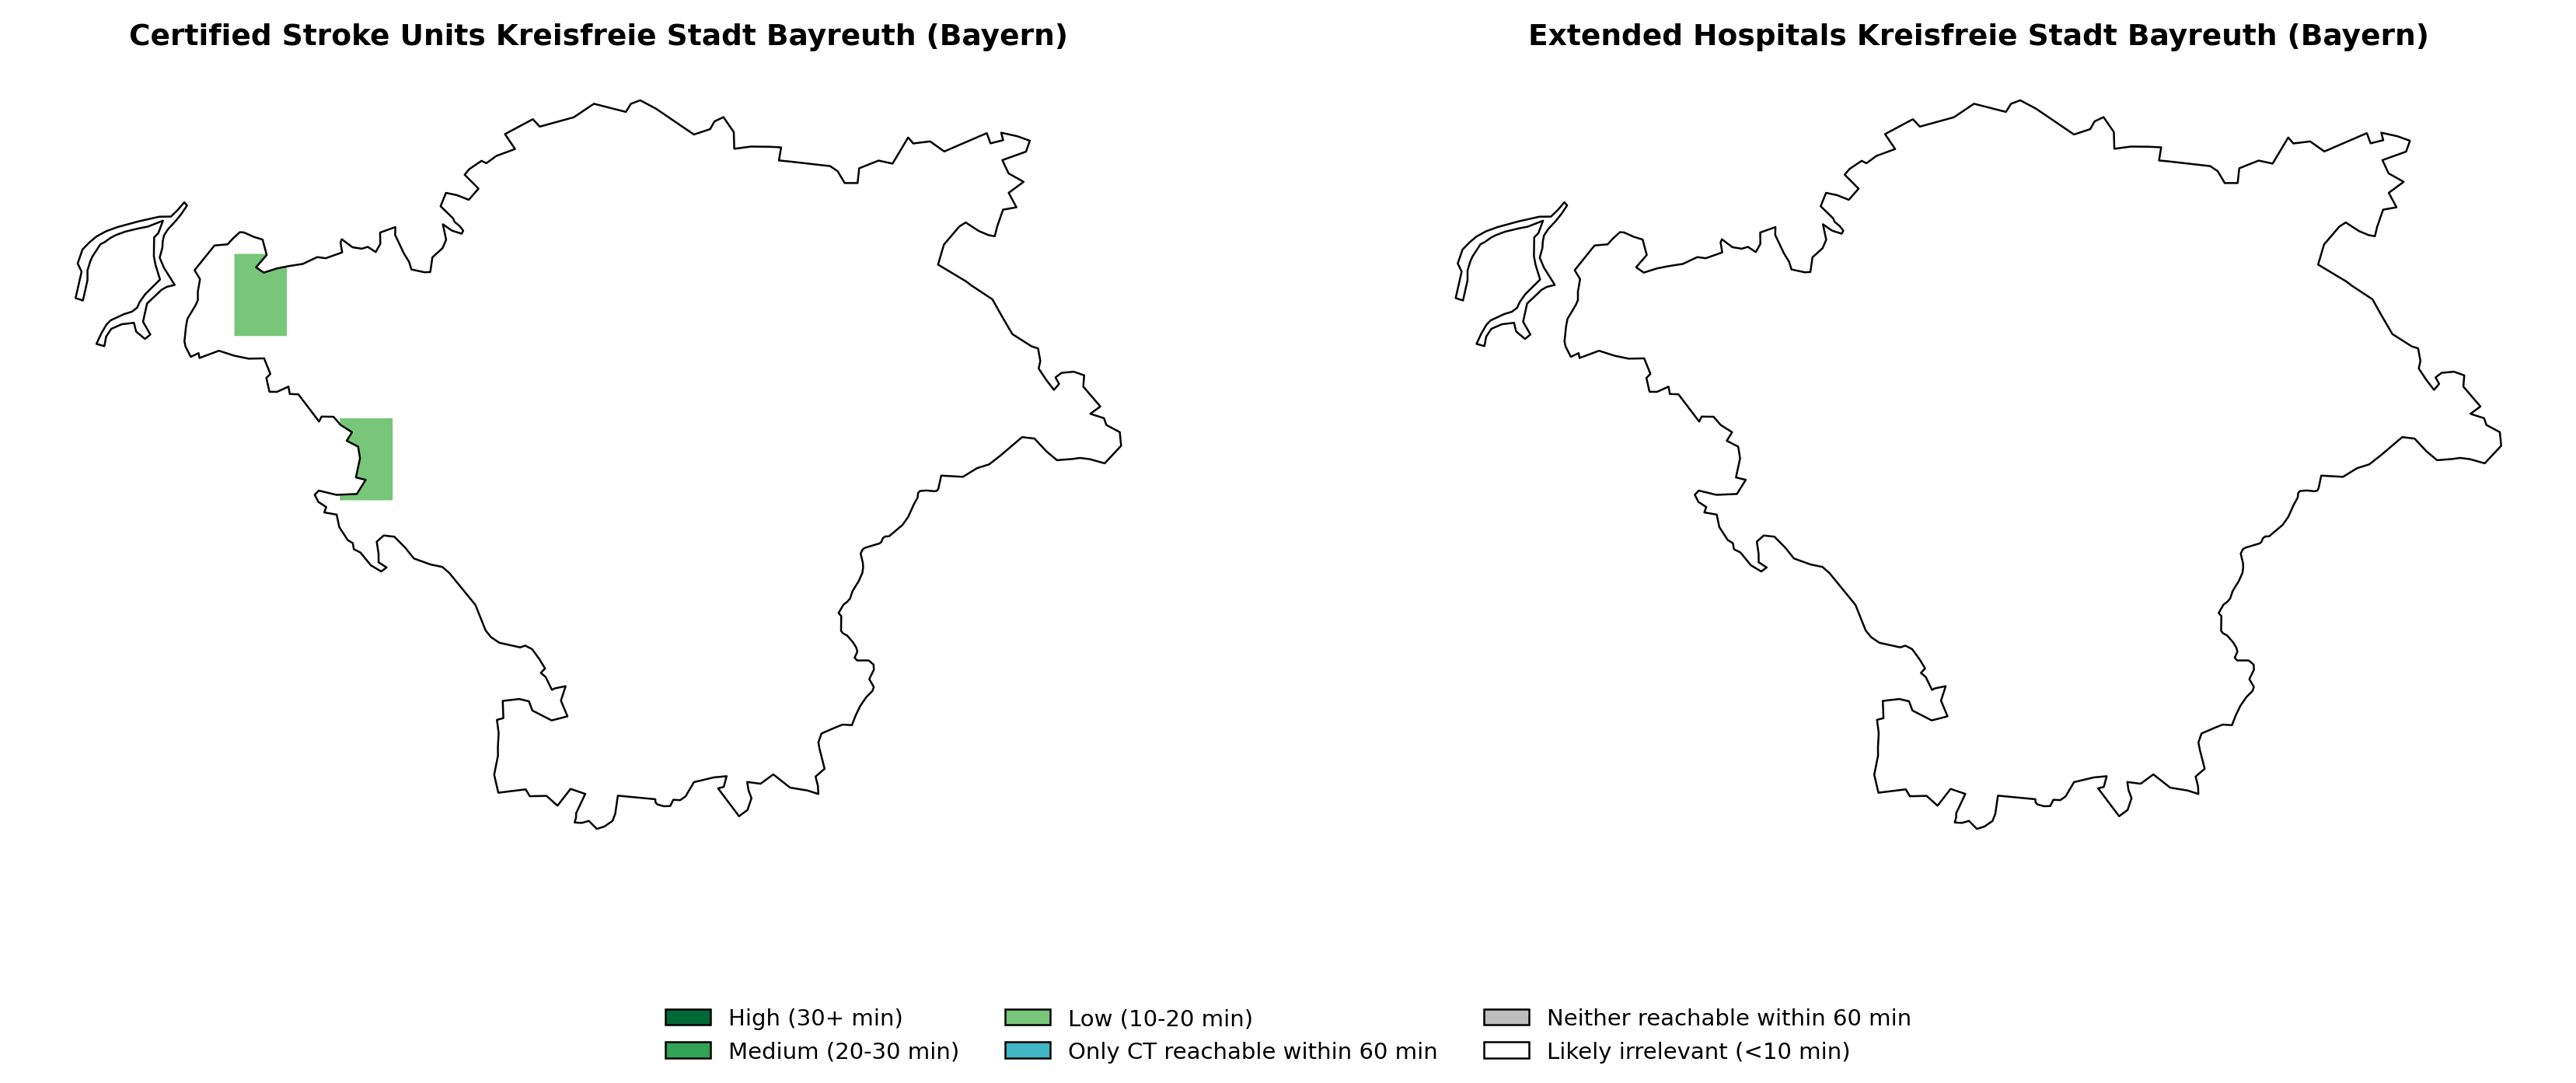 Certified Stroke Units Kreisfreie Stadt Bayreuth (Bayern)
Extended Hospitals Kreisfreie Stadt Bayreuth (Bayern)
High (30+ min)
Medium (20-30 min)
Low (10-20 min)
Only CT reachable within 60 min
Neither reachable within 60 min
Likely irrelevant (<10 min)